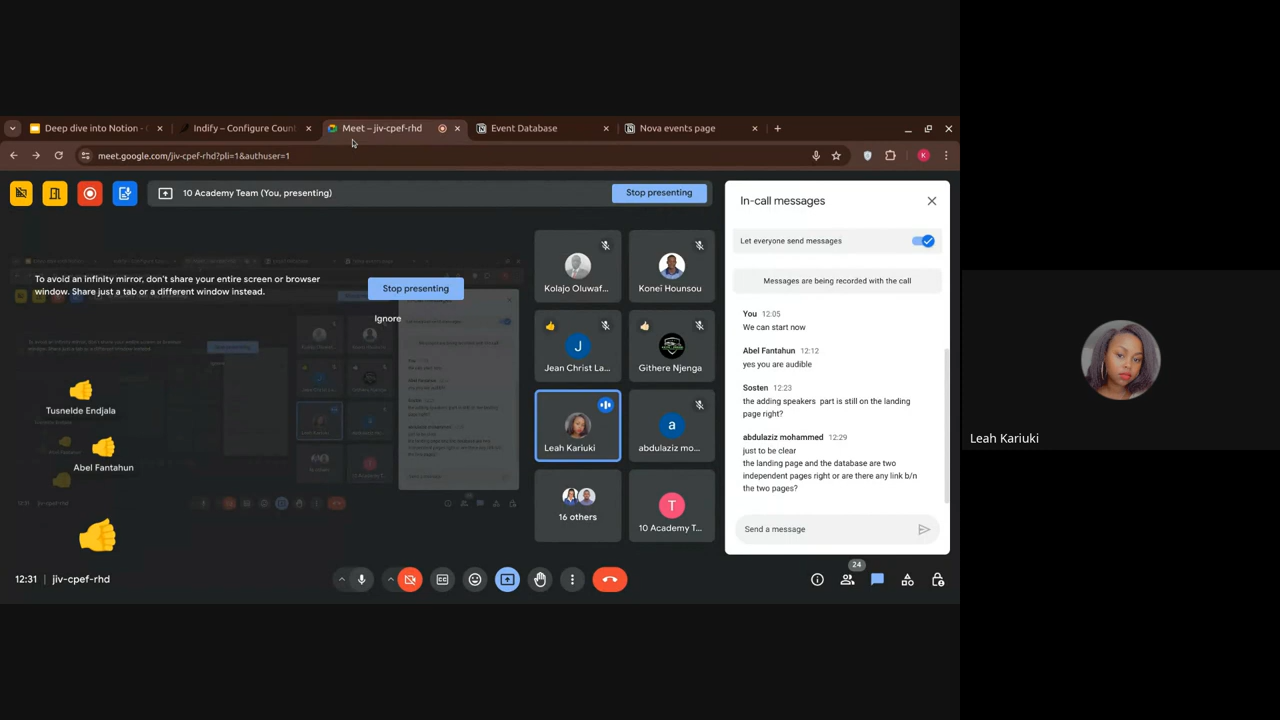 Deep dive into Notion -
Indify – Configure Coun
Meet – jiv-cpef-rhd
Event Database
Nova events page
meet.google.com/jiv-cpef-rhd?pli=1&authuser=1
K
10 Academy Team (You, presenting)
Stop presenting
In-call messages
Let everyone send messages
Messages are being recorded with the call
To avoid an infinity mirror, don't share your entire screen or browser
window. Share just a tab or a different window instead.
Stop presenting
Ignore
Kolajo Oluwaf...
Konei Hounsou
J
Jean Christ La...
Githere Njenga
Leah Kariuki
a
abdulaziz mo...
16 others
T
10 Academy T...
Tusnelde Endjala
Abel Fantahun
You 12:05
We can start now
Abel Fantahun 12:12
yes you are audible
Sosten 12:23
the adding speakers part is still on the landing
page right?
abdulaziz mohammed 12:29
just to be clear
the landing page and the database are two
independent pages right or are there any link b/n
the two pages?
Send a message
12:31 | jiv-cpef-rhd
24
Leah Kariuki